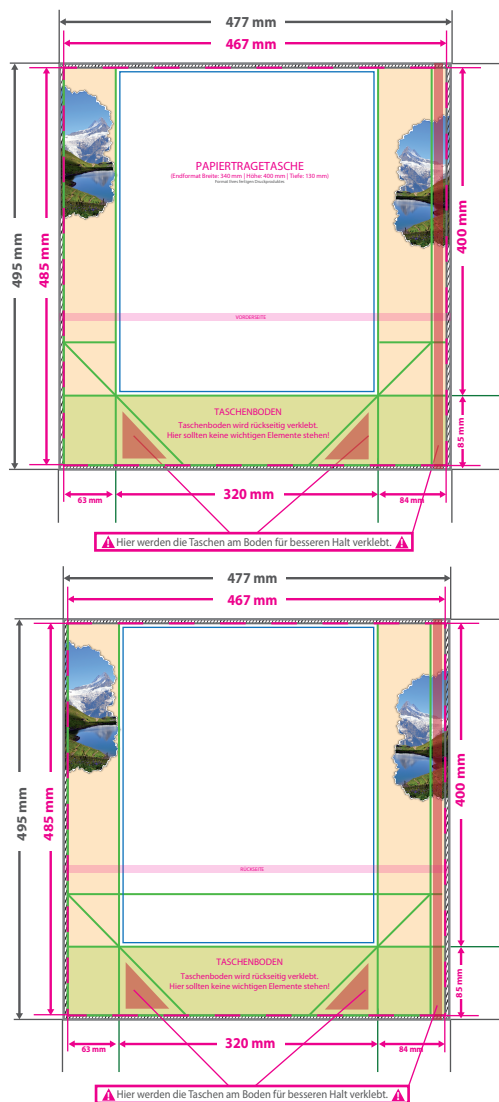 477 mm
467 mm
495 mm
485 mm
PAPIERTRAGETASCHE
(Endformat Breite: 340 mm | Höhe: 400 mm | Tiefe: 130 mm)
Format Ihres fertigen Druckproduktes
400 mm
VORDERSEITE
TASCHENBODEN
Taschenboden wird rückseitig verklebt.
Hier sollten keine wichtigen Elemente stehen!
85 mm
63 mm
320 mm
84 mm
Hier werden die Taschen am Boden für besseren Halt verklebt.
477 mm
467 mm
495 mm
485 mm
400 mm
RÜCKSEITE
TASCHENBODEN
Taschenboden wird rückseitig verklebt.
Hier sollten keine wichtigen Elemente stehen!
85 mm
63 mm
320 mm
84 mm
Hier werden die Taschen am Boden für besseren Halt verklebt.